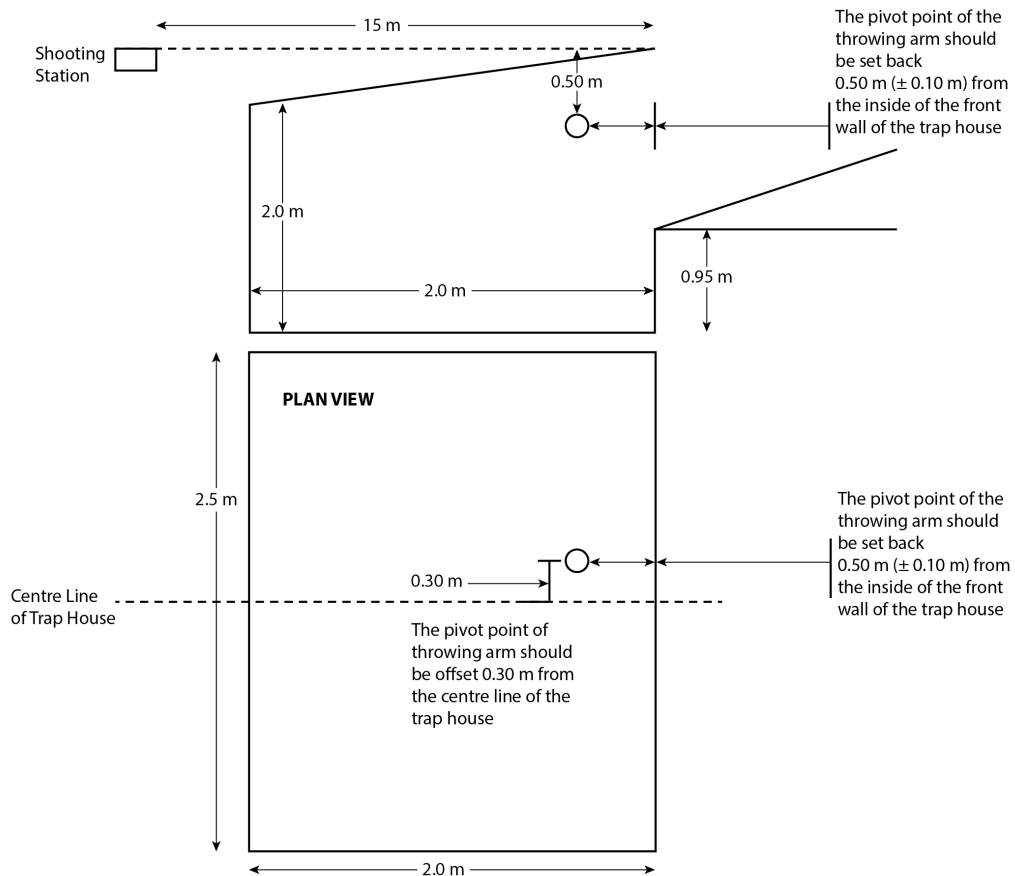 15 m
Shooting
Station
The pivot point of the
throwing arm should
be set back
0.50 m (± 0.10 m) from
the inside of the front
wall of the trap house
0.50 m
2.0 m
0.95 m
2.0 m
PLAN VIEW
2.5 m
The pivot point of the
throwing arm should
be set back
0.50 m (± 0.10 m) from
the inside of the front
wall of the trap house
0.30 m
Centre Line
of Trap House
The pivot point of
throwing arm should
be offset 0.30 m from
the centre line of the
trap house
2.0 m